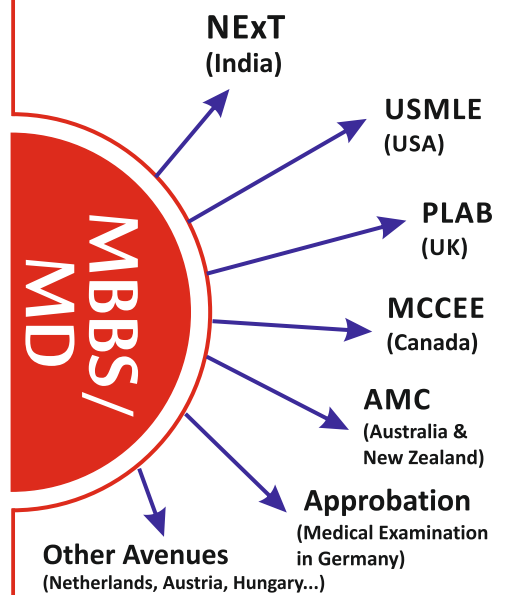 NExT
(India)
USMLE
(USA)
PLAB
(UK)
MCCEE
(Canada)
AMC
(Australia &
New Zealand)
Approbation
(Medical Examination
in Germany)
Other Avenues
(Netherlands, Austria, Hungary...)
MBBS/
MD